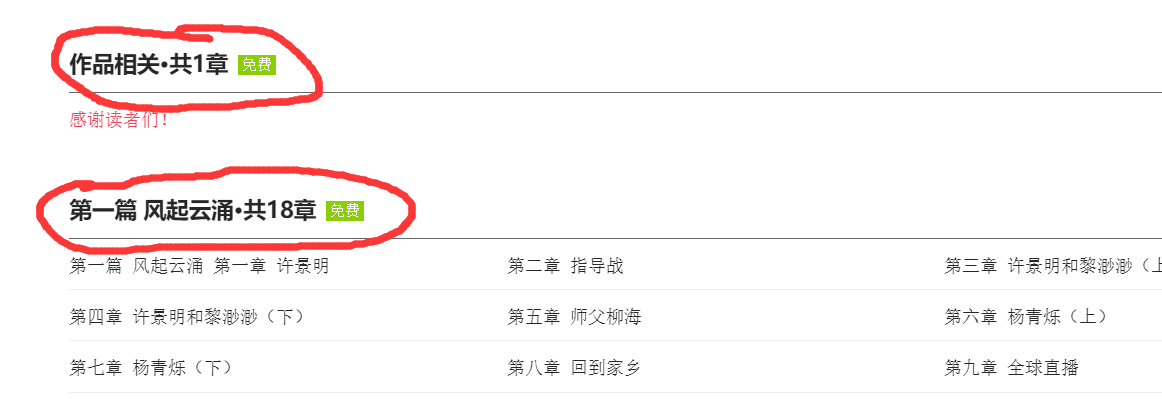 作品相关·共1章 免费
感谢读者们！
第一篇 风起云涌·共18章 免费
第一篇 风起云涌 第一章 许景明 第二章 指导战 第三章 许景明和黎渺渺（上
第四章 许景明和黎渺渺（下） 第五章 师父柳海 第六章 杨青烁（上）
第七章 杨青烁（下） 第八章 回到家乡 第九章 全球直播